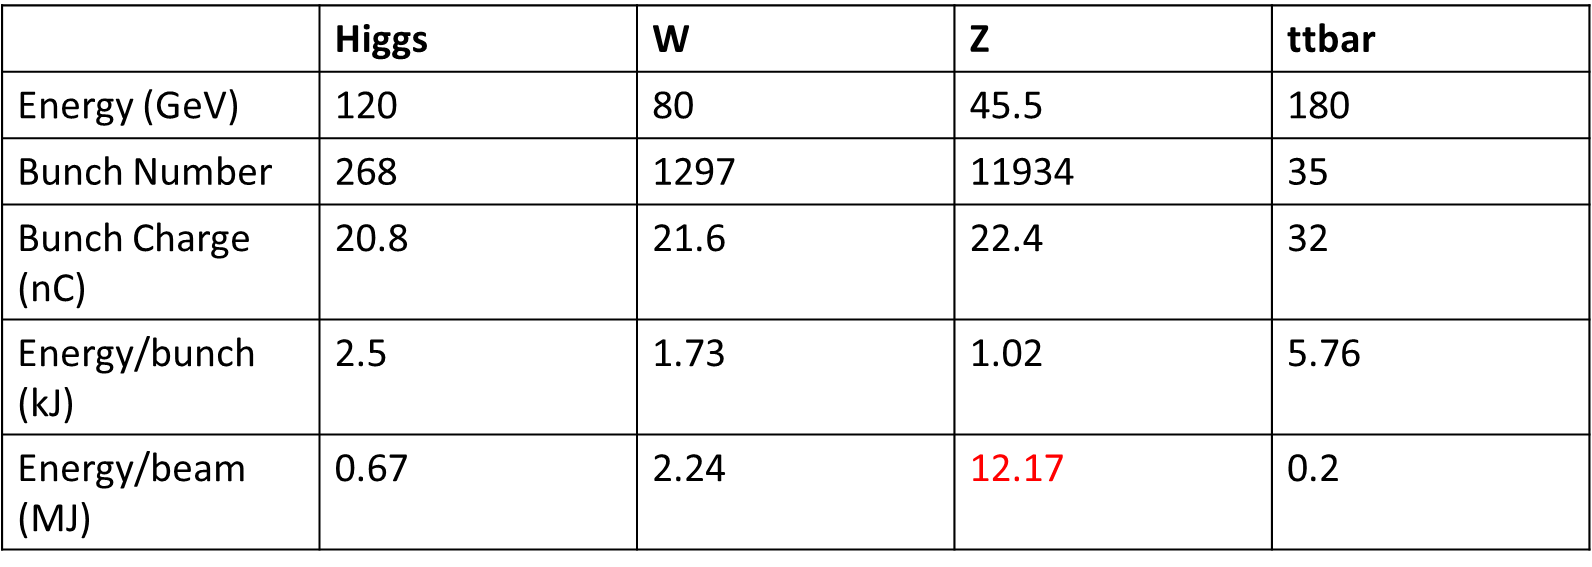 Higgs W Z ttbar
Energy (GeV) 120 80 45.5 180
Bunch Number 268 1297 11934 35
Bunch Charge 20.8 21.6 22.4 32
(nC)
Energy/bunch 2.5 1.73 1.02 5.76
(kJ)
Energy/beam 0.67 2.24 12.17 0.2
(MJ)